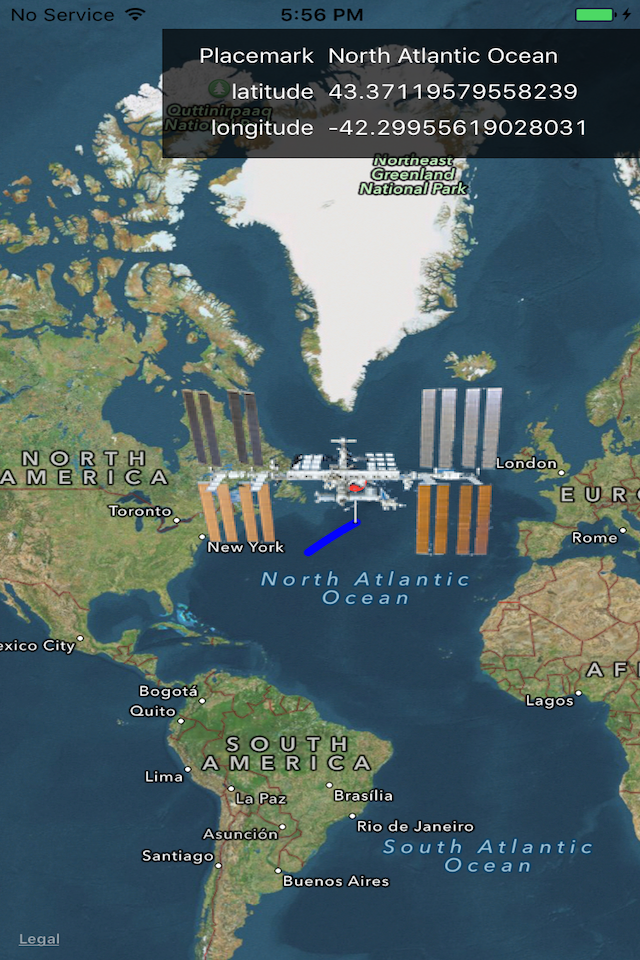 No Service 5:56 PM
Placemark North Atlantic Ocean
latitude 43.37119579558239
longitude -42.29955619028031
Quttinirpaaq
Natio
Northeast
Greenland
National Park
NORTH
AMERICA
London
EURO
Toronto
New York
Rome
North Atlantic
Ocean
exico City
AF
Bogotá
Quito
Lagos
SOUTH
AMERICA
Lima
La Paz
Brasília
Asunción
Rio de Janeiro
Santiago
South Atlantic
Ocean
Buenos Aires
Legal